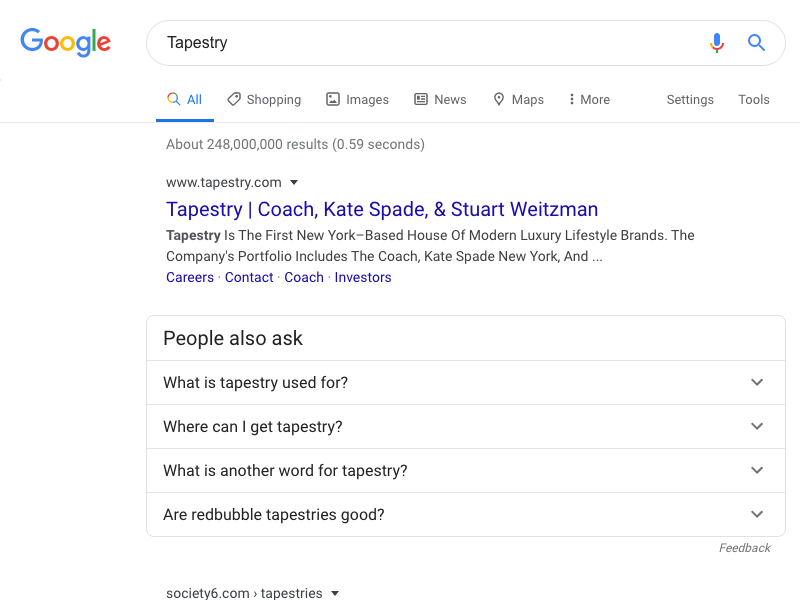 Google
Tapestry
All Shopping Images News Maps More Settings Tools
About 248,000,000 results (0.59 seconds)
www.tapestry.com
Tapestry | Coach, Kate Spade, & Stuart Weitzman
Tapestry Is The First New York–Based House Of Modern Luxury Lifestyle Brands. The
Company's Portfolio Includes The Coach, Kate Spade New York, And ...
Careers · Contact · Coach · Investors
People also ask
What is tapestry used for?
Where can I get tapestry?
What is another word for tapestry?
Are redbubble tapestries good?
Feedback
society6.com › tapestries